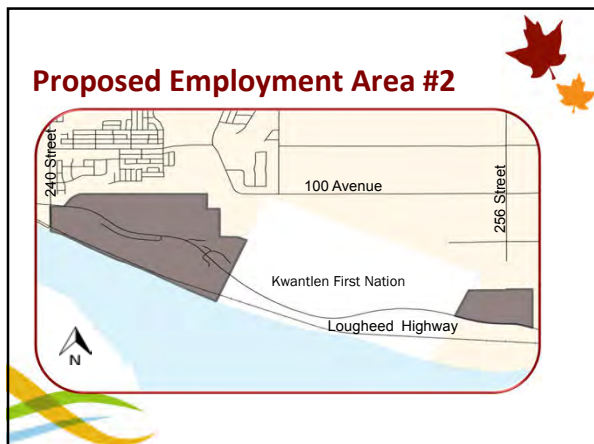 Proposed Employment Area #2
240 Street
100 Avenue
256 Street
Kwantlen First Nation
Lougheed Highway
N